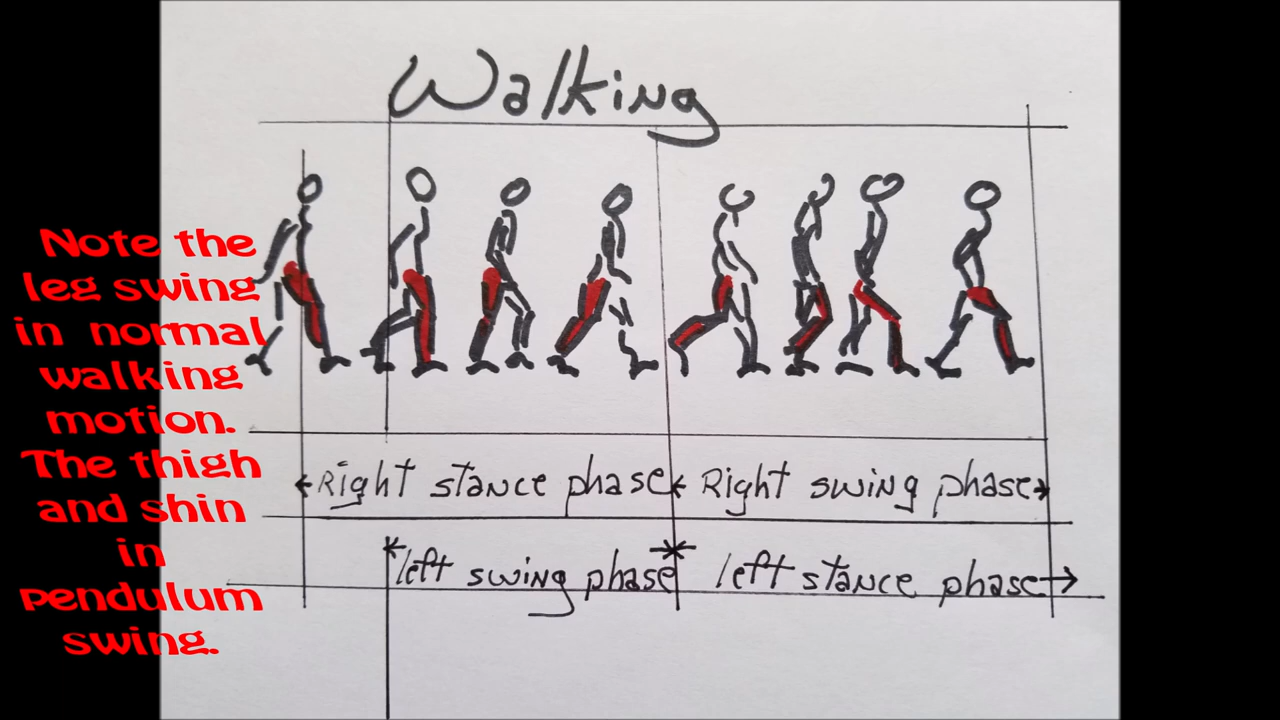 Walking
Note the
leg swing
in normal
walking
motion.
The thigh
and shin
in
pendulum
swing.
Right stance phase
Right swing phase
left swing phase
left stance phase